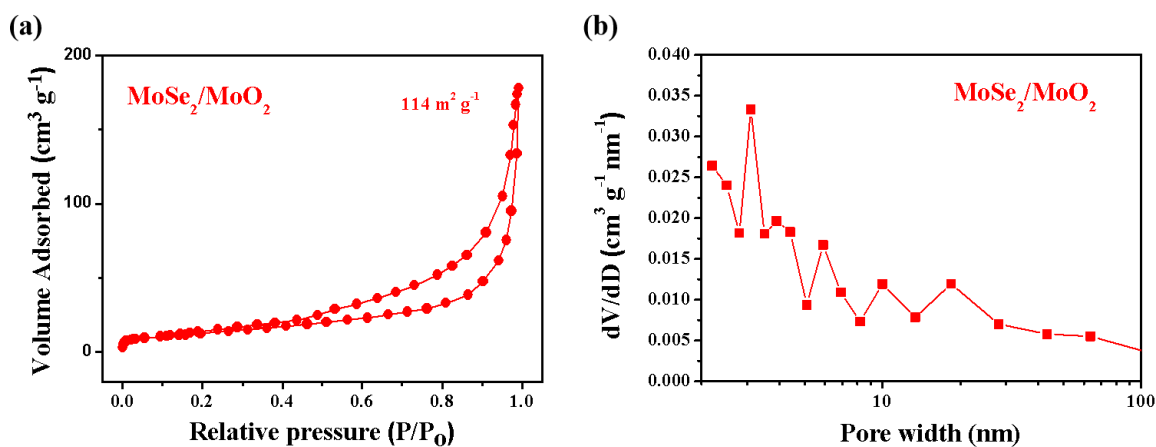 (a)
200
MoSe₂/MoO₂
114 m² g⁻¹
100
0
0.0 0.2 0.4 0.6 0.8 1.0
Volume Adsorbed (cm³ g⁻¹)
Relative pressure (P/P₀)
(b)
0.040
MoSe₂/MoO₂
0.035
0.030
0.025
0.020
0.015
0.010
0.005
0.000
10 100
dV/dD (cm³ g⁻¹ nm⁻¹)
Pore width (nm)